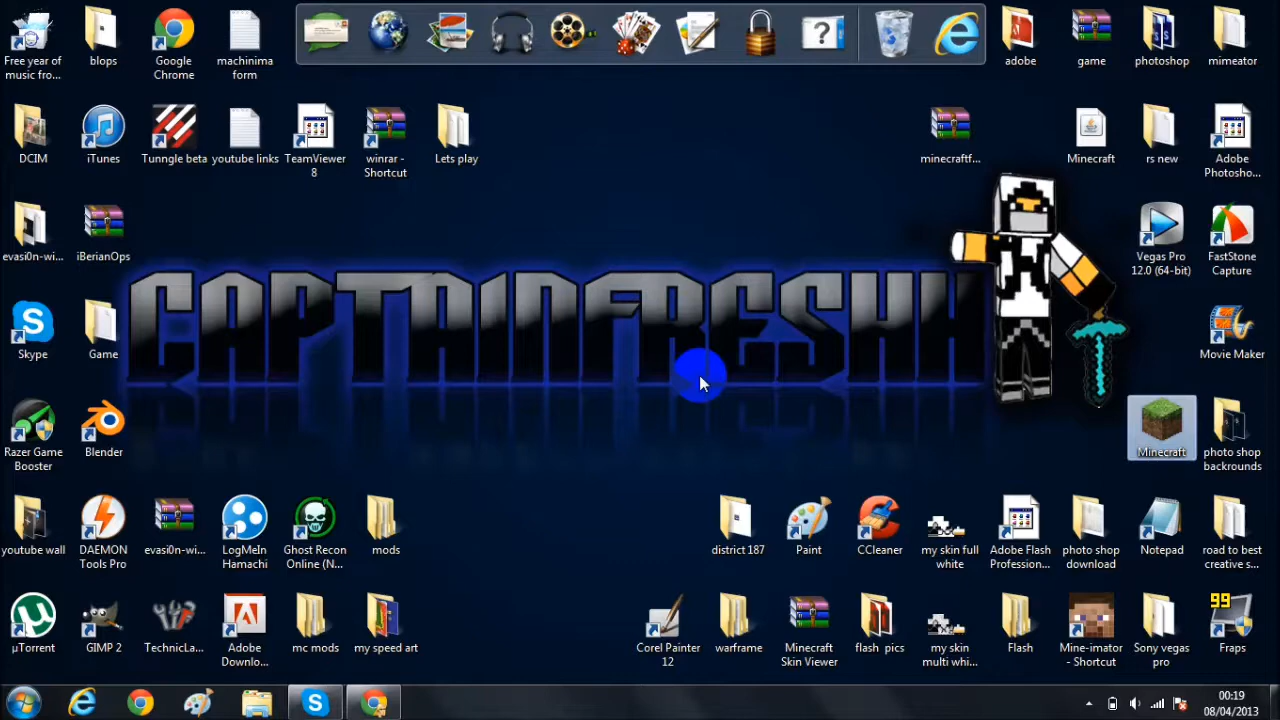 Free year of
music fro...
blops
Google
Chrome
machinima
form
adobe
game
photoshop
mimeator
DCIM
iTunes
Tunngle beta
youtube links
TeamViewer
8
winrar -
Shortcut
Lets play
minecraftf...
Minecraft
rs new
Adobe
Photosho...
evasi0n-wi...
iBerianOps
Vegas Pro
12.0 (64-bit)
FastStone
Capture
CAPTAINFRESHH
Skype
Game
Movie Maker
Razer Game
Booster
Blender
Minecraft
photo shop
backrounds
youtube wall
DAEMON
Tools Pro
evasi0n-wi...
LogMeIn
Hamachi
Ghost Recon
Online (N...
mods
district 187
Paint
CCleaner
my skin full
white
Adobe Flash
Profession...
photo shop
download
Notepad
road to best
creative s...
µTorrent
GIMP 2
TechnicLa...
Adobe
Downlo...
mc mods
my speed art
Corel Painter
12
warframe
Minecraft
Skin Viewer
flash pics
my skin
multi whi...
Flash
Mine-imator
- Shortcut
Sony vegas
pro
99
Fraps
00:19
08/04/2013